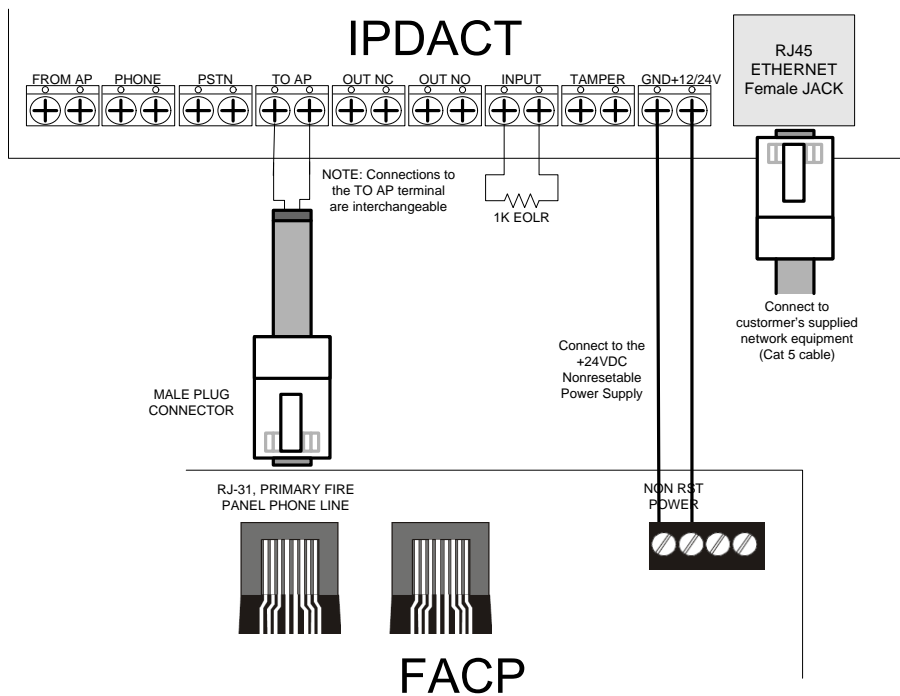 IPDACT
RJ45
ETHERNET
Female JACK
FROM AP
PHONE
PSTN
TO AP
OUT NC
OUT NO
INPUT
TAMPER
GND+12/24V
NOTE: Connections to
the TO AP terminal
are interchangeable
1K EOLR
Connect to
custormer's supplied
network equipment
(Cat 5 cable)
Connect to the
+24VDC
Nonresetable
Power Supply
MALE PLUG
CONNECTOR
RJ-31, PRIMARY FIRE
PANEL PHONE LINE
NON RST
POWER
FACP